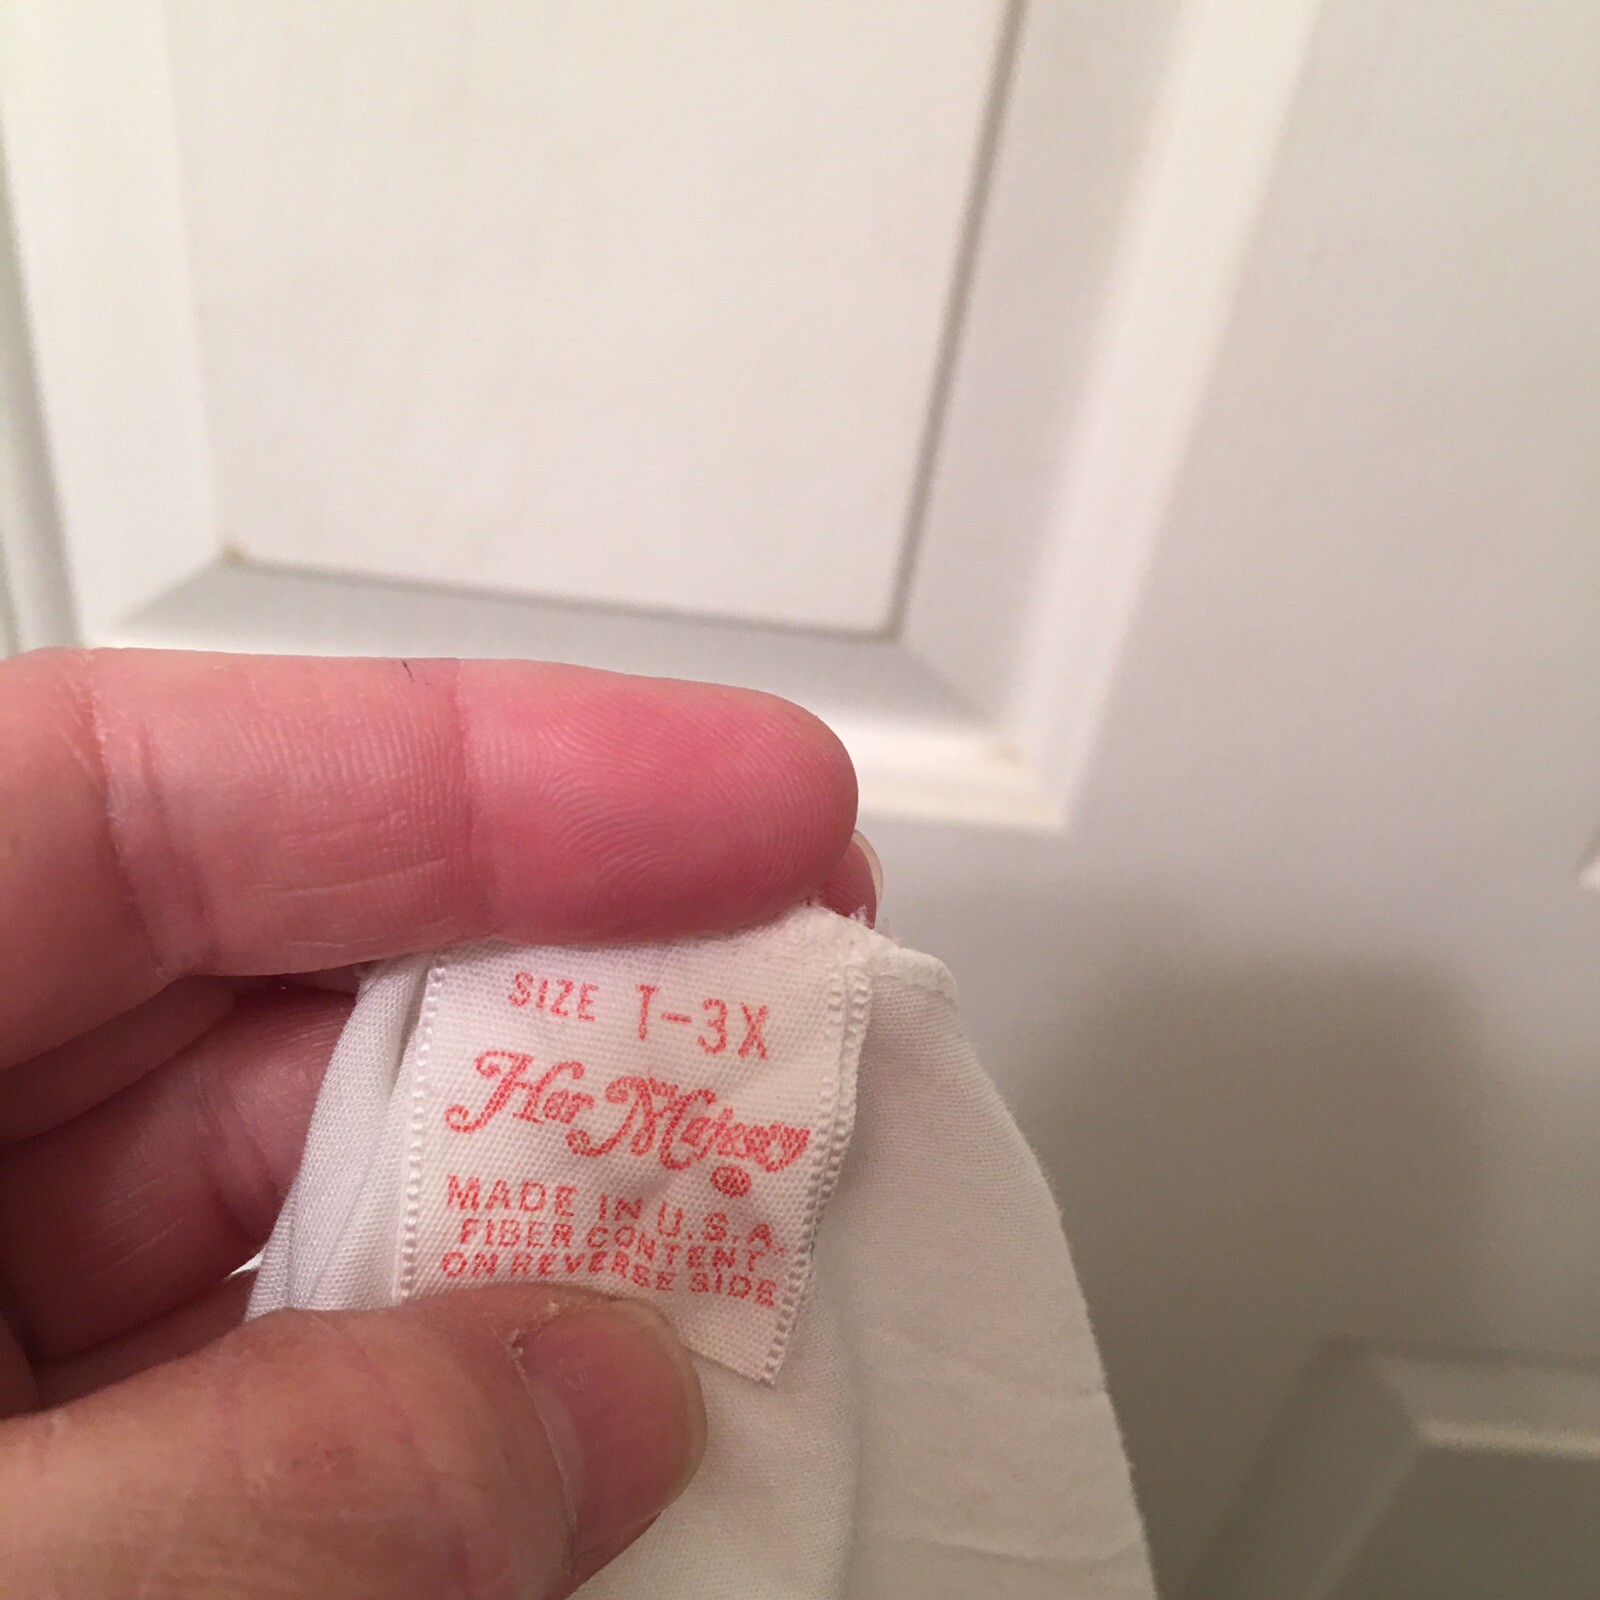 SIZE T-3X
Her Majesty
®
MADE IN U.S.A.
FIBER CONTENT
ON REVERSE SIDE